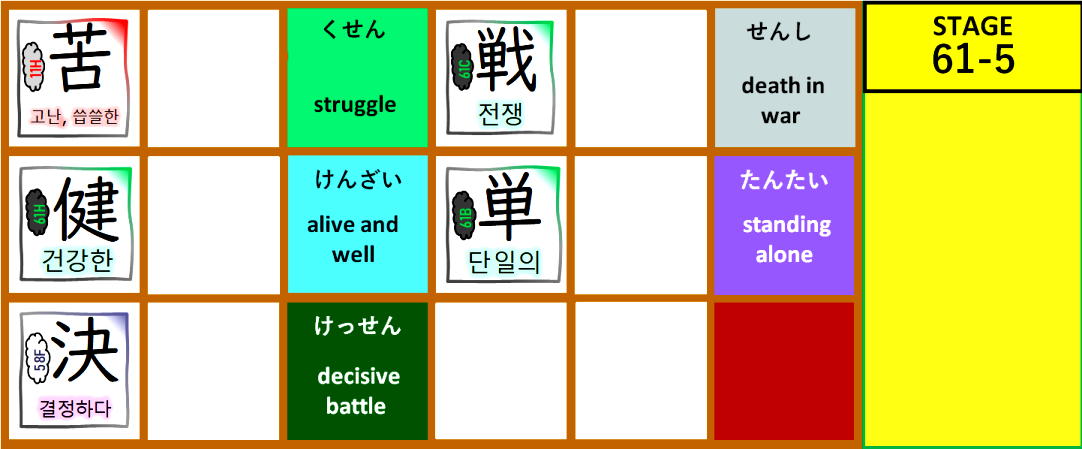 苦
11H
고난, 씁쓸한
くせん
struggle
戦
61C
전쟁
せんし
death in
war
STAGE
61-5
健
61H
건강한
けんざい
alive and
well
単
61B
단일의
たんたい
standing
alone
決
58F
결정하다
けっせん
decisive
battle